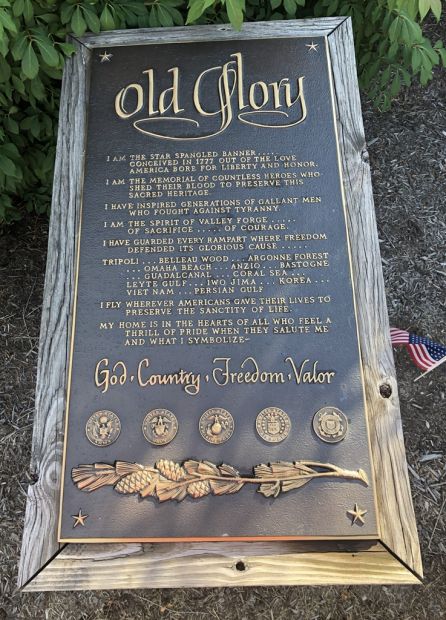 Old Glory
I AM THE STAR SPANGLED BANNER ....
CONCEIVED IN 1777 OUT OF THE LOVE
AMERICA BORE FOR LIBERTY AND HONOR.
I AM THE MEMORIAL OF COUNTLESS HEROES WHO
SHED THEIR BLOOD TO PRESERVE THIS
SACRED HERITAGE.
I HAVE INSPIRED GENERATIONS OF GALLANT MEN
WHO FOUGHT AGAINST TYRANNY.
I AM THE SPIRIT OF VALLEY FORGE .....
OF SACRIFICE ..... OF COURAGE.
I HAVE GUARDED EVERY RAMPART WHERE FREEDOM
DEFENDED ITS GLORIOUS CAUSE .....
TRIPOLI ... BELLEAU WOOD ... ARGONNE FOREST
... OMAHA BEACH ... ANZIO ... BASTOGNE
... GUADALCANAL ... CORAL SEA ...
LEYTE GULF ... IWO JIMA ... KOREA ...
VIET NAM ... PERSIAN GULF
I FLY WHEREVER AMERICANS GAVE THEIR LIVES TO
PRESERVE THE SANCTITY OF LIFE.
MY HOME IS IN THE HEARTS OF ALL WHO FEEL A
THRILL OF PRIDE WHEN THEY SALUTE ME
AND WHAT I SYMBOLIZE~
God · Country · Freedom · Valor